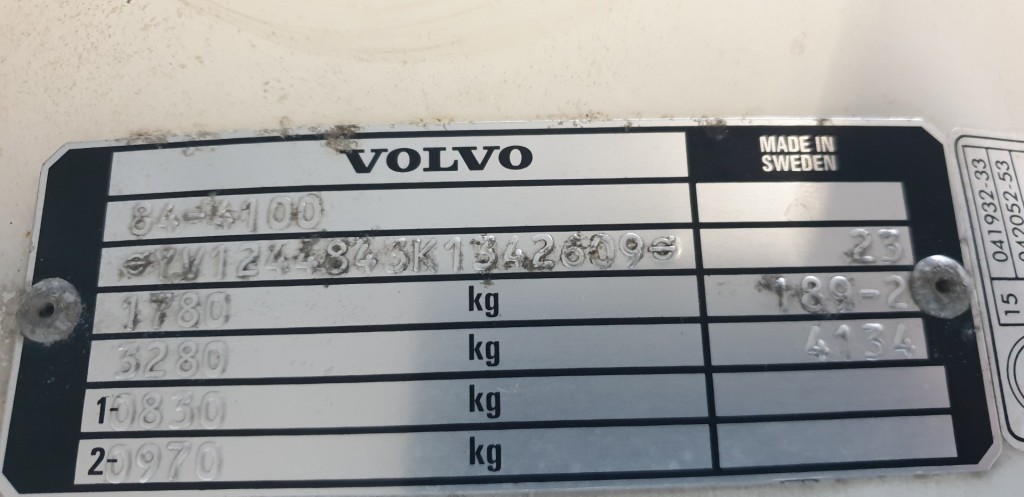 VOLVO
MADE IN
SWEDEN
84-4100
1244843K1342609 23
1780 kg 189-2
3280 kg 4134
1-0830 kg
2-0970 kg
15 041932-33
042052-53